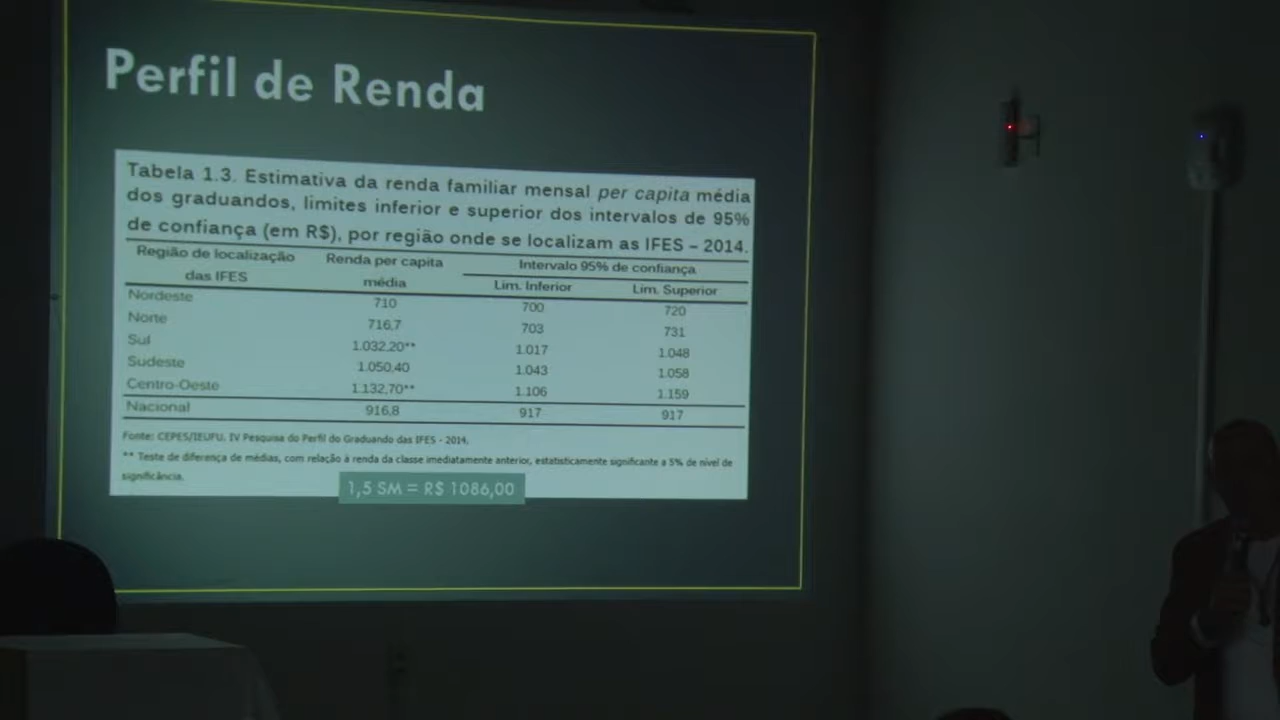 Perfil de Renda
Tabela 1.3. Estimativa da renda familiar mensal per capita média
dos graduandos, limites inferior e superior dos intervalos de 95%
de confiança (em R$), por região onde se localizam as IFES – 2014.
Região de localização das IFES Renda per capita média Intervalo 95% de confiança
Lim. Inferior Lim. Superior
Nordeste 710 700 720
Norte 716,7 703 731
Sul 1.032,20** 1.017 1.048
Sudeste 1.050,40 1.043 1.058
Centro-Oeste 1.132,70** 1.106 1.159
Nacional 916,8 917 917
Fonte: CEPES/IEUFU. IV Pesquisa do Perfil do Graduando das IFES - 2014.
** Teste de diferença de médias, com relação à renda da classe imediatamente anterior, estatisticamente significante a 5% de nível de
significância.
1,5 SM = R$ 1086,00